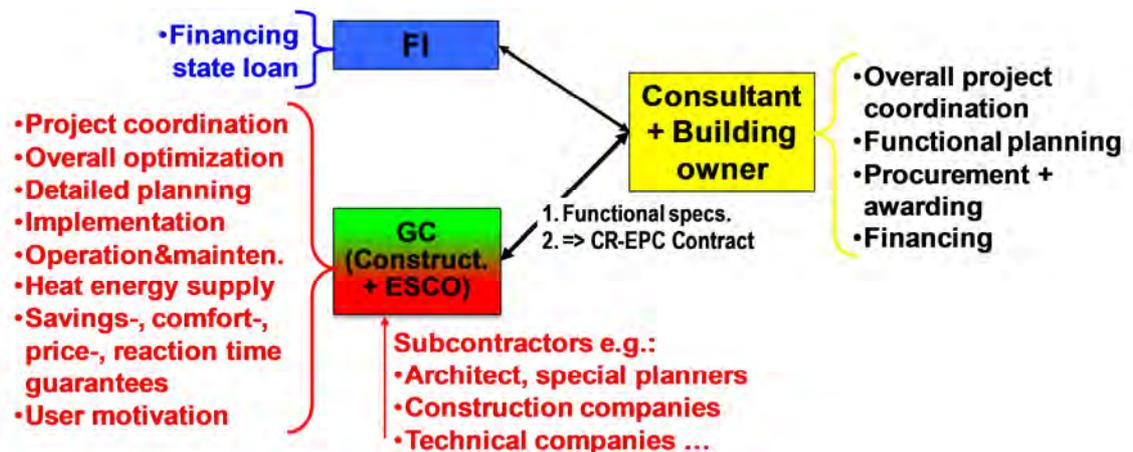 •Financing
state loan
FI
Consultant
+ Building
owner
•Overall project
coordination
•Functional planning
•Procurement +
awarding
•Financing
•Project coordination
•Overall optimization
•Detailed planning
•Implementation
•Operation&mainten.
•Heat energy supply
•Savings-, comfort-,
price-, reaction time
guarantees
•User motivation
GC
(Construct.
+ ESCO)
1. Functional specs.
2. => CR-EPC Contract
Subcontractors e.g.:
•Architect, special planners
•Construction companies
•Technical companies ...